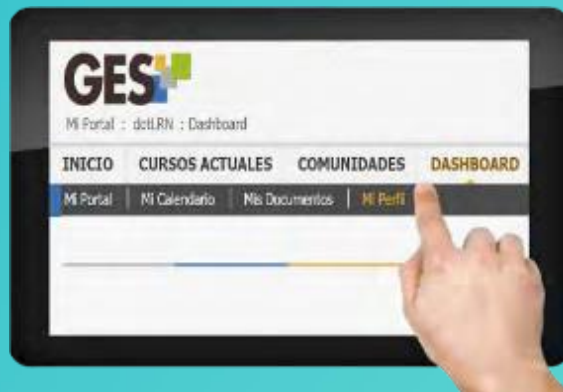 GES
Mi Portal : dotLRN : Dashboard
INICIO CURSOS ACTUALES COMUNIDADES DASHBOARD
Mi Portal | Mi Calendario | Mis Documentos | Mi Perfil